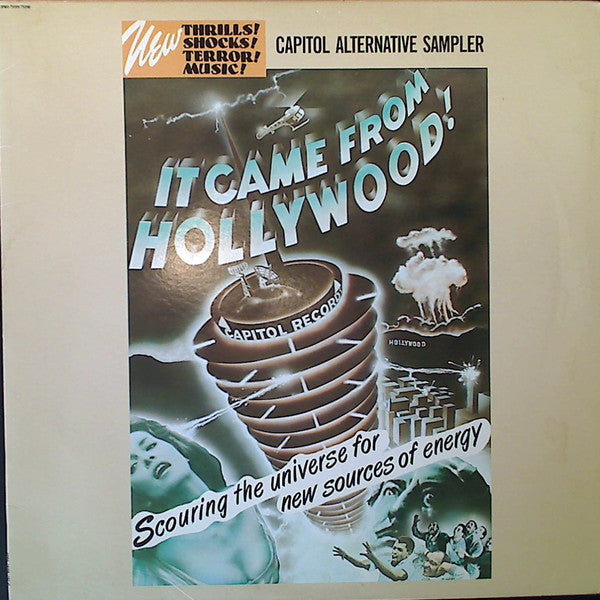 New THRILLS!
SHOCKS!
TERROR!
MUSIC!
CAPITOL ALTERNATIVE SAMPLER
IT CAME FROM
HOLLYWOOD!
CAPITOL RECORDS
HOLLYWOOD
Scouring the universe for
new sources of energy